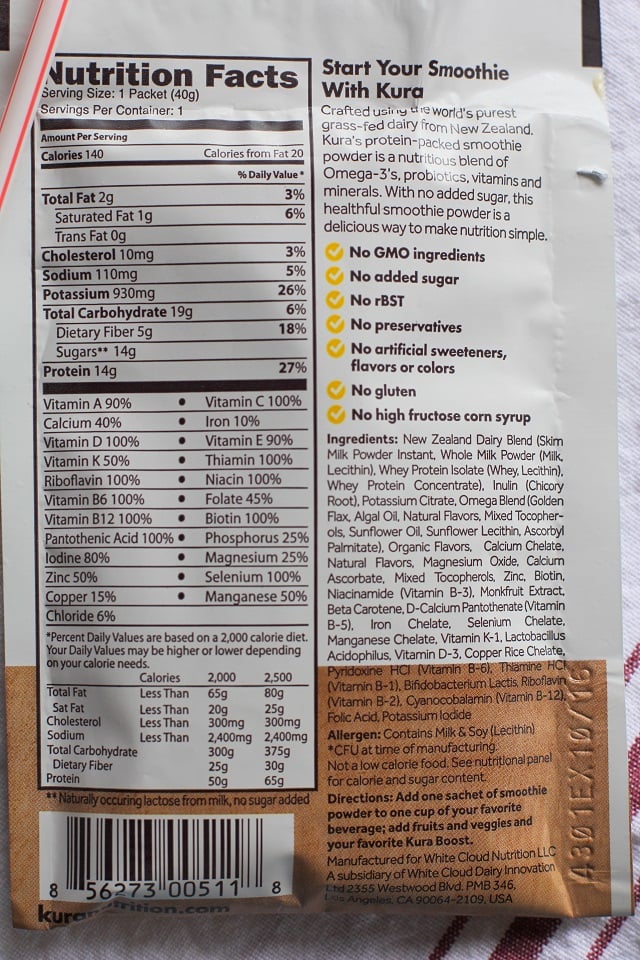 Nutrition Facts
Serving Size: 1 Packet (40g)
Servings Per Container: 1
Amount Per Serving
Calories 140 Calories from Fat 20
% Daily Value *
Total Fat 2g 3%
Saturated Fat 1g 6%
Trans Fat 0g
Cholesterol 10mg 3%
Sodium 110mg 5%
Potassium 930mg 26%
Total Carbohydrate 19g 6%
Dietary Fiber 5g 18%
Sugars** 14g
Protein 14g 27%
Vitamin A 90% • Vitamin C 100%
Calcium 40% • Iron 10%
Vitamin D 100% • Vitamin E 90%
Vitamin K 50% • Thiamin 100%
Riboflavin 100% • Niacin 100%
Vitamin B6 100% • Folate 45%
Vitamin B12 100% • Biotin 100%
Pantothenic Acid 100% • Phosphorus 25%
Iodine 80% • Magnesium 25%
Zinc 50% • Selenium 100%
Copper 15% • Manganese 50%
Chloride 6%
*Percent Daily Values are based on a 2,000 calorie diet.
Your Daily Values may be higher or lower depending
on your calorie needs.
Calories 2,000 2,500
Total Fat Less Than 65g 80g
Sat Fat Less Than 20g 25g
Cholesterol Less Than 300mg 300mg
Sodium Less Than 2,400mg 2,400mg
Total Carbohydrate 300g 375g
Dietary Fiber 25g 30g
Protein 50g 65g
** Naturally occuring lactose from milk, no sugar added
8 56273 00511 8
kuranutrition.com
Start Your Smoothie
With Kura
Crafted using the world's purest
grass-fed dairy from New Zealand,
Kura's protein-packed smoothie
powder is a nutritious blend of
Omega-3's, probiotics, vitamins and
minerals. With no added sugar, this
healthful smoothie powder is a
delicious way to make nutrition simple.
No GMO ingredients
No added sugar
No rBST
No preservatives
No artificial sweeteners,
flavors or colors
No gluten
No high fructose corn syrup
Ingredients: New Zealand Dairy Blend (Skim
Milk Powder Instant, Whole Milk Powder (Milk,
Lecithin), Whey Protein Isolate (Whey, Lecithin),
Whey Protein Concentrate), Inulin (Chicory
Root), Potassium Citrate, Omega Blend (Golden
Flax, Algal Oil, Natural Flavors, Mixed Tocopher-
ols, Sunflower Oil, Sunflower Lecithin, Ascorbyl
Palmitate), Organic Flavors, Calcium Chelate,
Natural Flavors, Magnesium Oxide, Calcium
Ascorbate, Mixed Tocopherols, Zinc, Biotin,
Niacinamide (Vitamin B-3), Monkfruit Extract,
Beta Carotene, D-Calcium Pantothenate (Vitamin
B-5), Iron Chelate, Selenium Chelate,
Manganese Chelate, Vitamin K-1, Lactobacillus
Acidophilus, Vitamin D-3, Copper Rice Chelate,
Pyridoxine HCl (Vitamin B-6), Thiamine HCl
(Vitamin B-1), Bifidobacterium Lactis, Riboflavin
(Vitamin B-2), Cyanocobalamin (Vitamin B-12),
Folic Acid, Potassium Iodide
Allergen: Contains Milk & Soy (Lecithin)
*CFU at time of manufacturing.
Not a low calorie food. See nutritional panel
for calorie and sugar content.
Directions: Add one sachet of smoothie
powder to one cup of your favorite
beverage; add fruits and veggies and
your favorite Kura Boost.
Manufactured for White Cloud Nutrition LLC
A subsidiary of White Cloud Dairy Innovation
Ltd 2355 Westwood Blvd. PMB 346,
Los Angeles, CA 90064-2109, USA
4301EX10/16